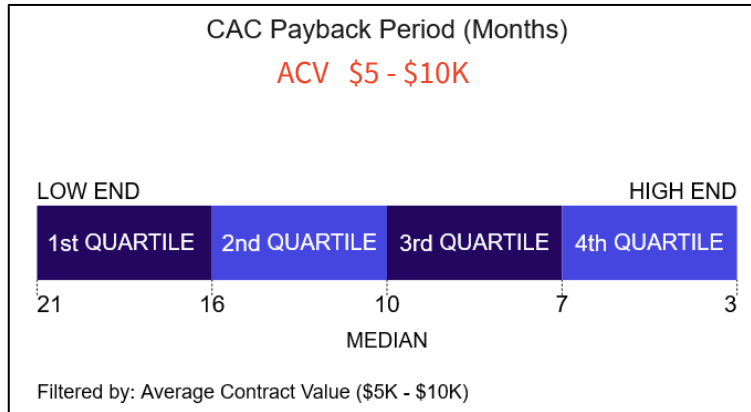 CAC Payback Period (Months)
ACV $5 - $10K
LOW END HIGH END
1st QUARTILE 2nd QUARTILE 3rd QUARTILE 4th QUARTILE
21 16 10 7 3
MEDIAN
Filtered by: Average Contract Value ($5K - $10K)